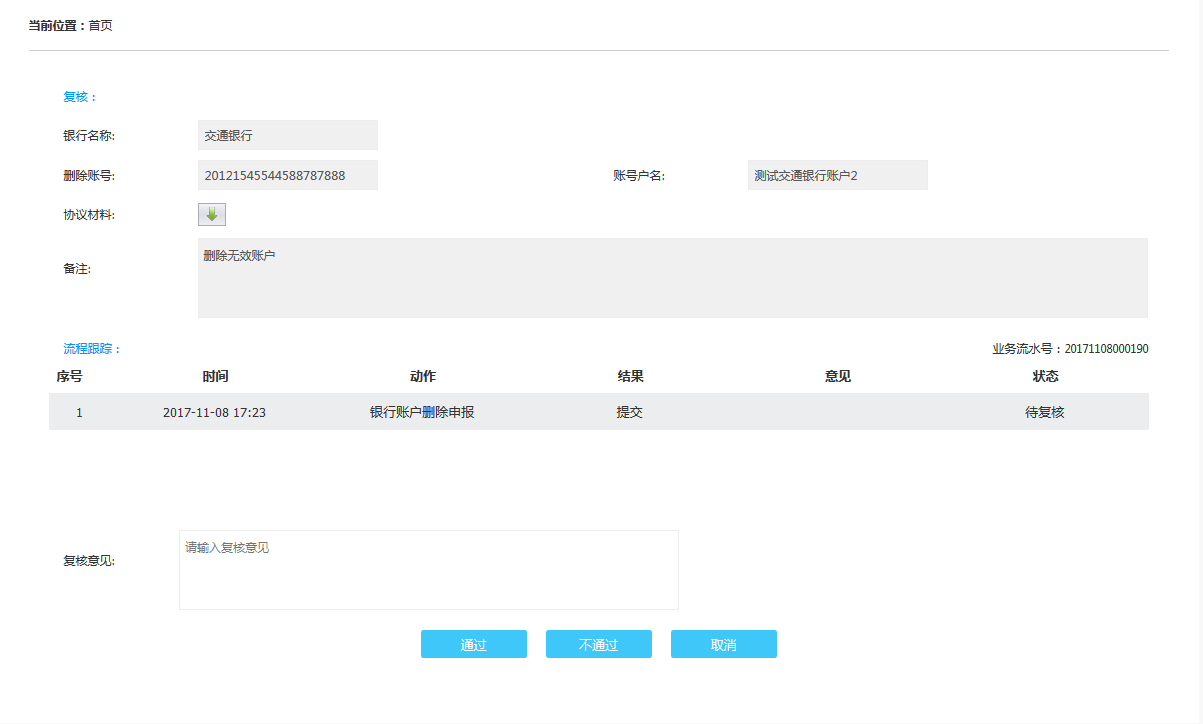 当前位置：首页
复核：
银行名称: 交通银行
删除账号: 20121545544588787888 账号户名: 测试交通银行账户2
协议材料:
备注: 删除无效账户
流程跟踪： 业务流水号：20171108000190
序号 时间 动作 结果 意见 状态
1 2017-11-08 17:23 银行账户删除申报 提交 待复核
复核意见: 请输入复核意见
通过 不通过 取消